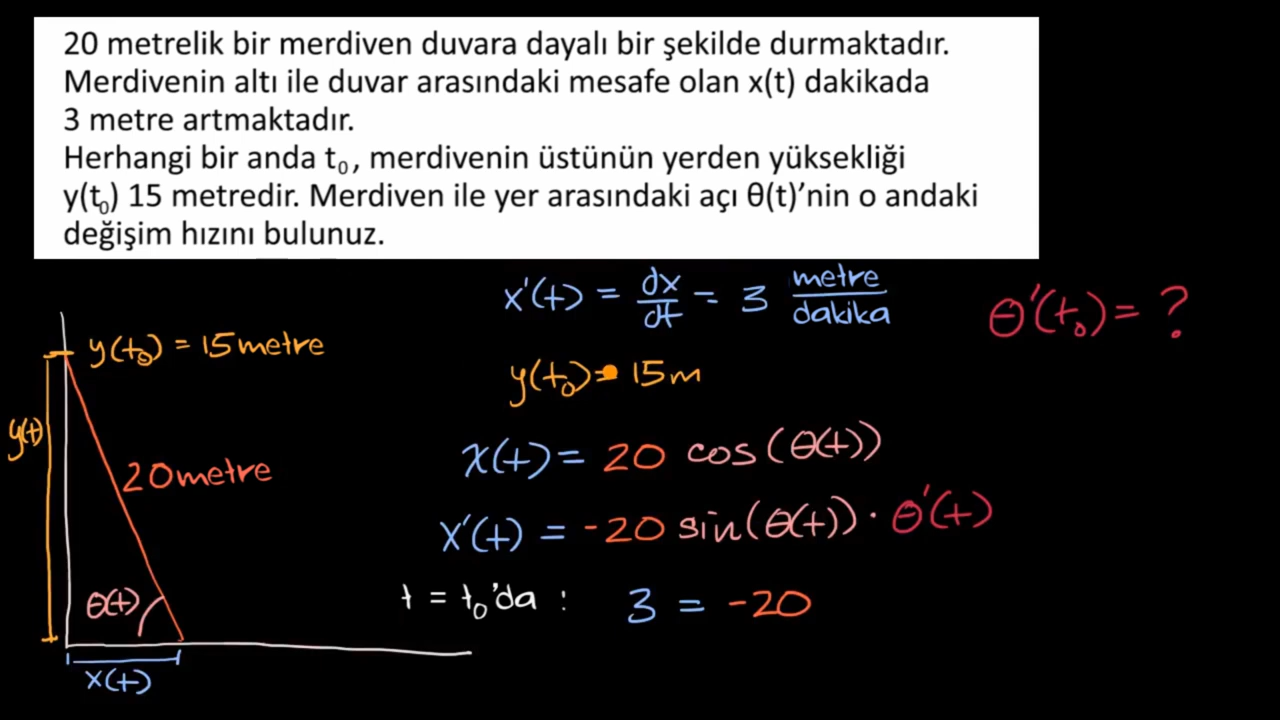 20 metrelik bir merdiven duvara dayalı bir şekilde durmaktadır.
Merdivenin altı ile duvar arasındaki mesafe olan x(t) dakikada
3 metre artmaktadır.
Herhangi bir anda t₀, merdivenin üstünün yerden yüksekliği
y(t₀) 15 metredir. Merdiven ile yer arasındaki açı θ(t)’nin o andaki
değişim hızını bulunuz.
x'(t) = dx/dt = 3 metre/dakika
θ'(t₀) = ?
y(t₀) = 15 metre
y(t₀) = 15m
y(t)
x(t) = 20 cos(θ(t))
20 metre
x'(t) = -20 sin(θ(t)) · θ'(t)
θ(t)
t = t₀'da : 3 = -20
x(t)